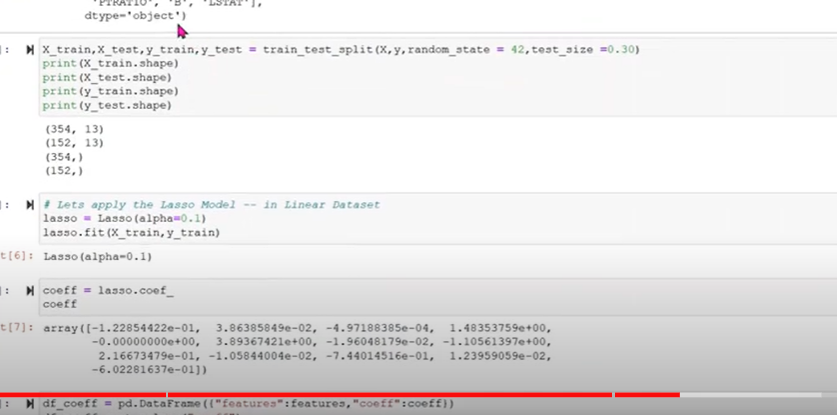 'PTRATIO', 'B', 'LSTAT'],
dtype='object')
]: X_train,X_test,y_train,y_test = train_test_split(X,y,random_state = 42,test_size =0.30)
print(X_train.shape)
print(X_test.shape)
print(y_train.shape)
print(y_test.shape)
(354, 13)
(152, 13)
(354,)
(152,)
]: # Lets apply the Lasso Model -- in Linear Dataset
lasso = Lasso(alpha=0.1)
lasso.fit(X_train,y_train)
t[6]: Lasso(alpha=0.1)
]: coeff = lasso.coef_
coeff
t[7]: array([-1.22854422e-01, 3.86385849e-02, -4.97188385e-04, 1.48353759e+00,
-0.00000000e+00, 3.89367421e+00, -1.96048179e-02, -1.10561397e+00,
2.16673479e-01, -1.05844004e-02, -7.44014516e-01, 1.23959059e-02,
-6.02281637e-01])
]: df_coeff = pd.DataFrame({"features":features,"coeff":coeff})